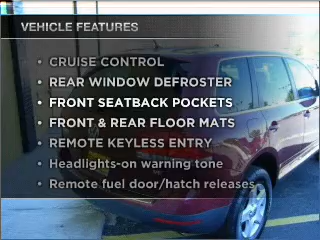 VEHICLE FEATURES
• CRUISE CONTROL
• REAR WINDOW DEFROSTER
• FRONT SEATBACK POCKETS
• FRONT & REAR FLOOR MATS
• REMOTE KEYLESS ENTRY
• Headlights-on warning tone
• Remote fuel door/hatch releases